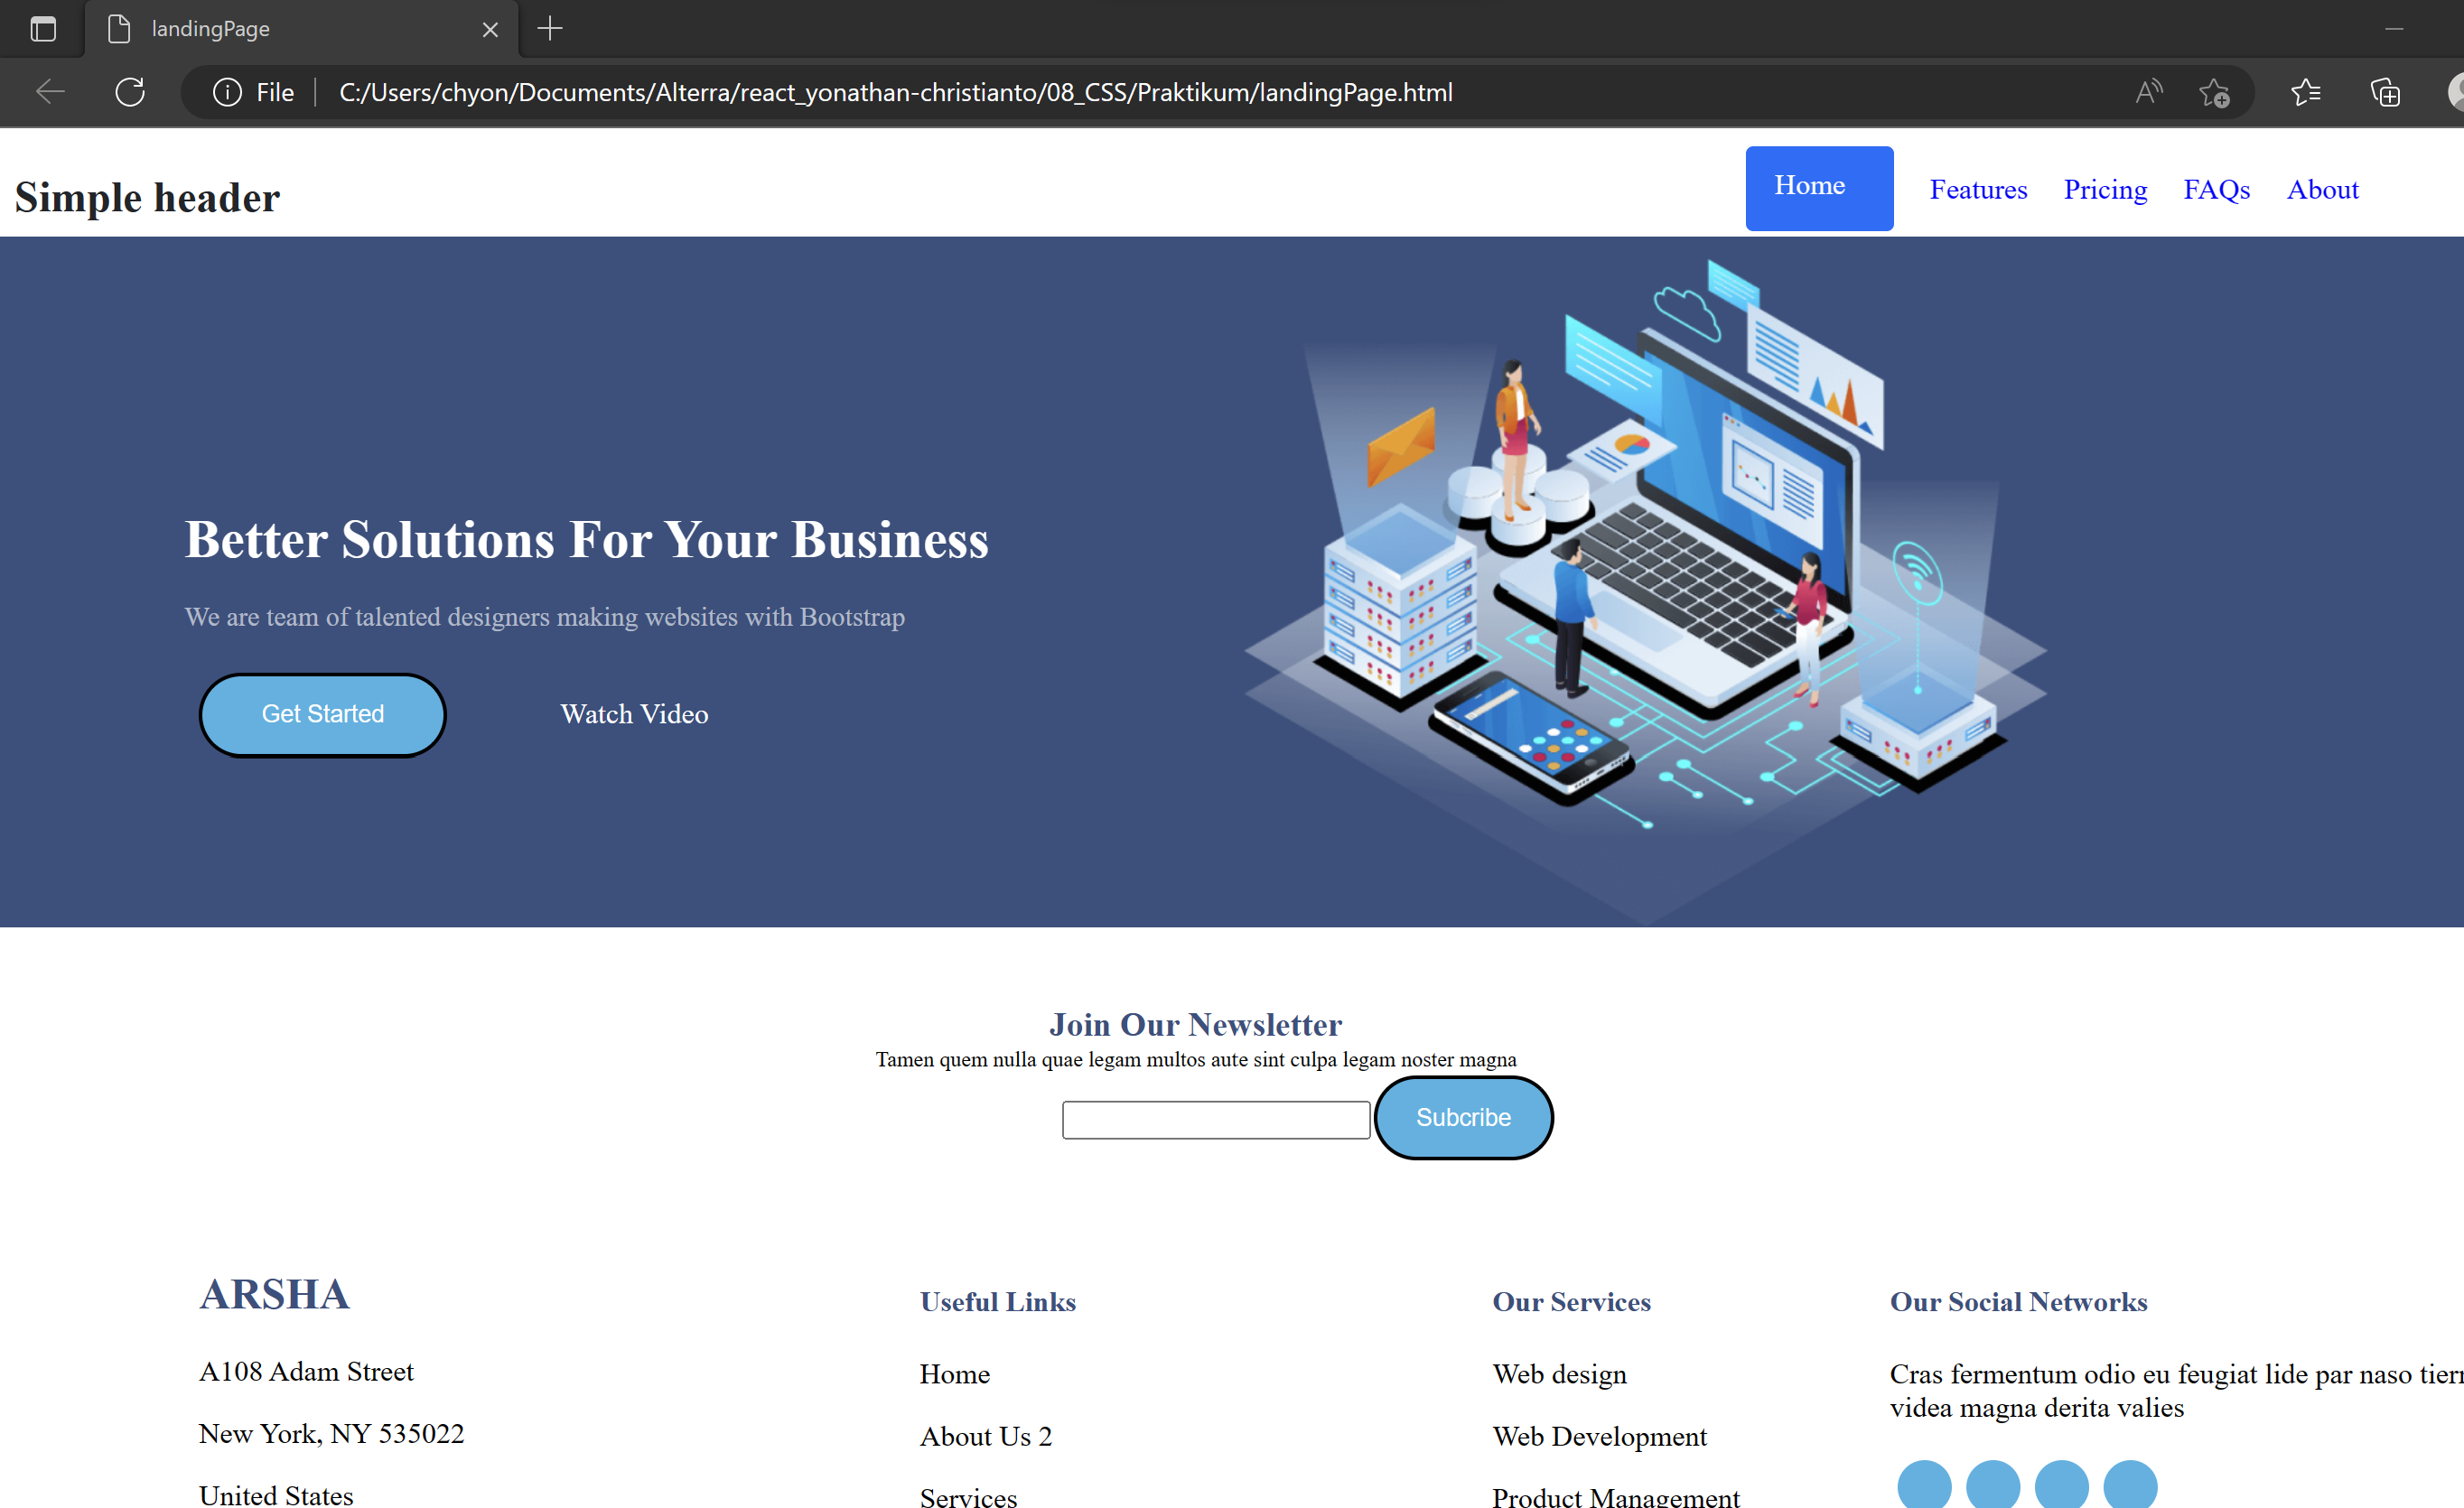 landingPage
File
C:/Users/chyon/Documents/Alterra/react_yonathan-christianto/08_CSS/Praktikum/landingPage.html
Simple header
Home
Features
Pricing
FAQs
About
Better Solutions For Your Business
We are team of talented designers making websites with Bootstrap
Get Started
Watch Video
Join Our Newsletter
Tamen quem nulla quae legam multos aute sint culpa legam noster magna
Subcribe
ARSHA
A108 Adam Street
New York, NY 535022
United States
Useful Links
Home
About Us 2
Services
Our Services
Web design
Web Development
Product Management
Our Social Networks
Cras fermentum odio eu feugiat lide par naso
videa magna derita valies